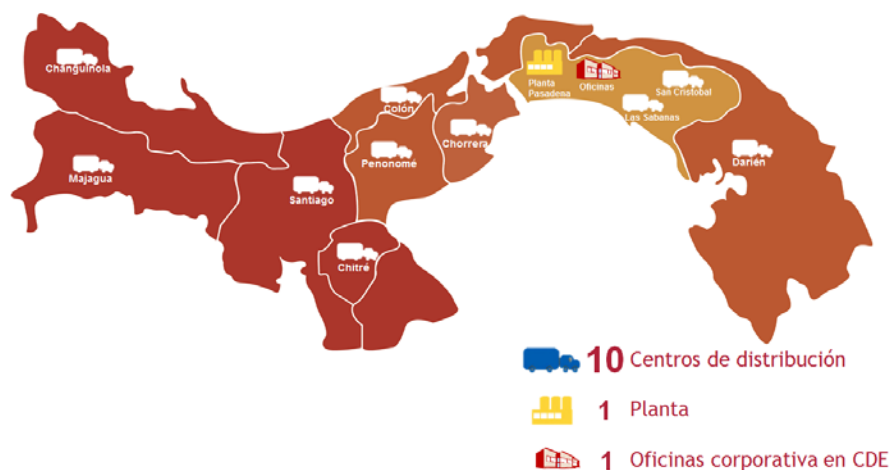 Changuinola
Majagua
Santiago
Chitré
Colón
Penonomé
Chorrera
Planta
Pasadena
Oficinas
San Cristobal
Las Sabanas
Darién
10 Centros de distribución
1 Planta
1 Oficinas corporativa en CDE